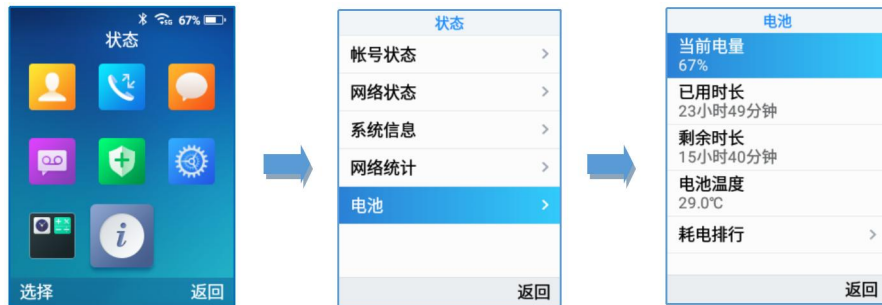 67%
状态
选择
返回
状态
帐号状态
网络状态
系统信息
网络统计
电池
返回
电池
当前电量
67%
已用时长
23小时49分钟
剩余时长
15小时40分钟
电池温度
29.0℃
耗电排行
返回